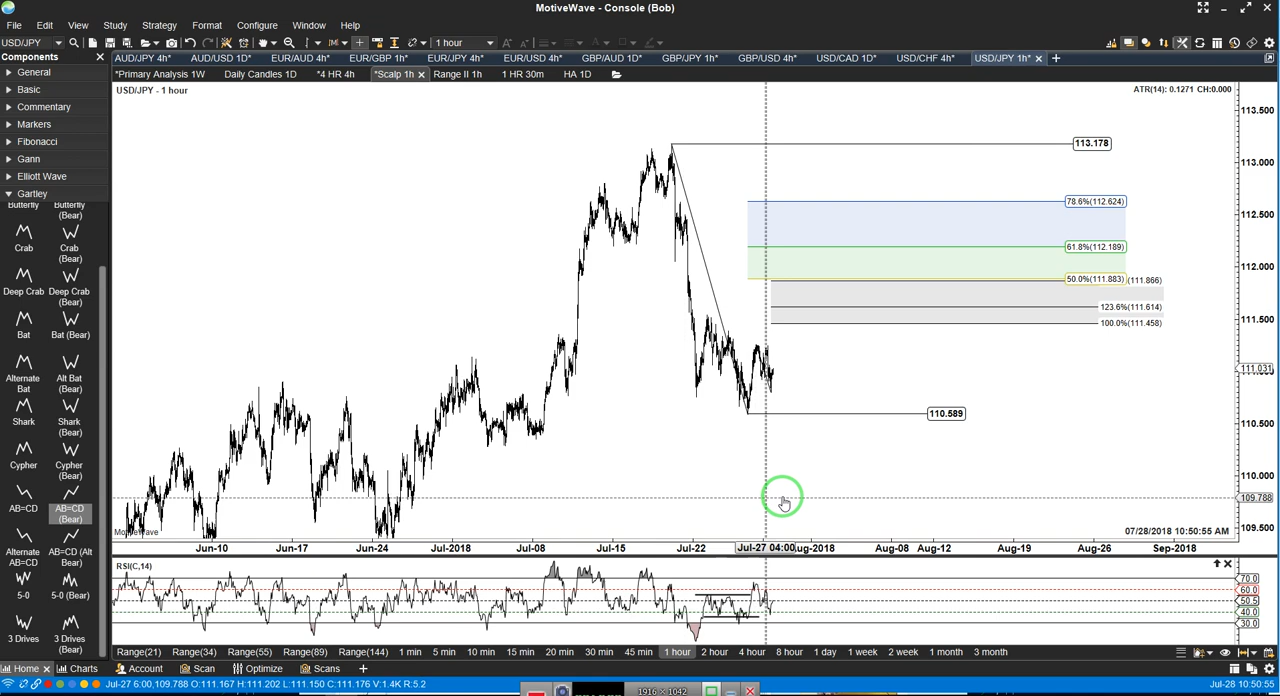 MotiveWave - Console (Bob)
File Edit View Study Strategy Format Configure Window Help
USD/JPY 1 hour
Components
AUD/JPY 4h* AUD/USD 1D* EUR/AUD 4h* EUR/GBP 1h* EUR/JPY 4h* EUR/USD 4h* GBP/AUD 1D* GBP/JPY 1h* GBP/USD 4h* USD/CAD 1D* USD/CHF 4h* USD/JPY 1h*
*Primary Analysis 1W Daily Candles 1D *4 HR 4h *Scalp 1h Range II 1h 1 HR 30m HA 1D
General
Basic
Commentary
Markers
Fibonacci
Gann
Elliott Wave
Gartley
Butterfly Butterfly (Bear)
Crab Crab (Bear)
Deep Crab Deep Crab (Bear)
Bat Bat (Bear)
Alternate Bat Alt Bat (Bear)
Shark Shark (Bear)
Cypher Cypher (Bear)
AB=CD AB=CD (Bear)
Alternate AB=CD AB=CD (Alt Bear)
5-0 5-0 (Bear)
3 Drives 3 Drives (Bear)
USD/JPY - 1 hour
ATR(14): 0.1271 CH:0.000
113.500
113.178
113.000
78.6%(112.624)
112.500
61.8%(112.189)
112.000
50.0%(111.883) (111.866)
123.6%(111.614)
111.500
100.0%(111.458)
111.031
110.589
110.500
110.000
109.788
109.500
MotiveWave
07/28/2018 10:50:55 AM
Jun-10 Jun-17 Jun-24 Jul-2018 Jul-08 Jul-15 Jul-22 Jul-27 04:00 ug-2018 Aug-08 Aug-12 Aug-19 Aug-26 Sep-2018
RSI(C,14)
70.0
60.0
50.5
40.0
30.0
Range(21) Range(34) Range(55) Range(89) Range(144) 1 min 5 min 10 min 15 min 20 min 30 min 45 min 1 hour 2 hour 4 hour 8 hour 1 day 1 week 2 week 1 month 3 month
Home Charts Account Scan Optimize Scans
Jul-27 6:00,109.788 O:111.167 H:111.202 L:111.150 C:111.176 V:1.4K R:5.2
Jul-28 10:50:55
1916 × 1042